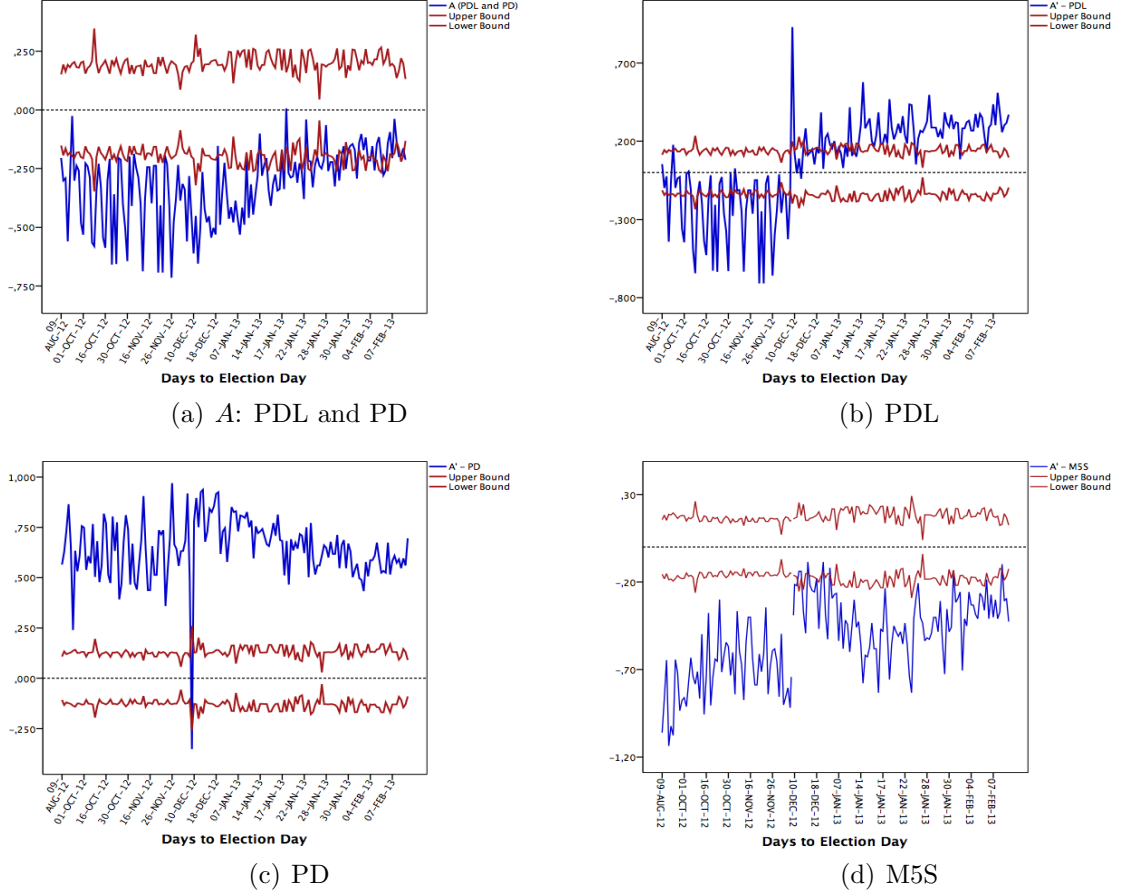 A (PDL and PD)
Upper Bound
Lower Bound
,250
,000
-,250
-,500
-,750
09-AUG-12
01-OCT-12
16-OCT-12
30-OCT-12
16-NOV-12
26-NOV-12
10-DEC-12
18-DEC-12
07-JAN-13
14-JAN-13
17-JAN-13
22-JAN-13
28-JAN-13
30-JAN-13
04-FEB-13
07-FEB-13
Days to Election Day
(a) A: PDL and PD
A' - PDL
Upper Bound
Lower Bound
,700
,200
-,300
-,800
09-AUG-12
01-OCT-12
16-OCT-12
30-OCT-12
16-NOV-12
26-NOV-12
10-DEC-12
18-DEC-12
07-JAN-13
14-JAN-13
17-JAN-13
22-JAN-13
28-JAN-13
30-JAN-13
04-FEB-13
07-FEB-13
Days to Election Day
(b) PDL
A' - PD
Upper Bound
Lower Bound
1,000
,750
,500
,250
,000
-,250
09-AUG-12
01-OCT-12
16-OCT-12
30-OCT-12
16-NOV-12
26-NOV-12
10-DEC-12
18-DEC-12
07-JAN-13
14-JAN-13
17-JAN-13
22-JAN-13
28-JAN-13
30-JAN-13
04-FEB-13
07-FEB-13
Days to Election Day
(c) PD
A' - M5S
Upper Bound
Lower Bound
,30
-,20
-,70
-1,20
09-AUG-12
01-OCT-12
16-OCT-12
30-OCT-12
16-NOV-12
26-NOV-12
10-DEC-12
18-DEC-12
07-JAN-13
14-JAN-13
17-JAN-13
22-JAN-13
28-JAN-13
30-JAN-13
04-FEB-13
07-FEB-13
Days to Election Day
(d) M5S